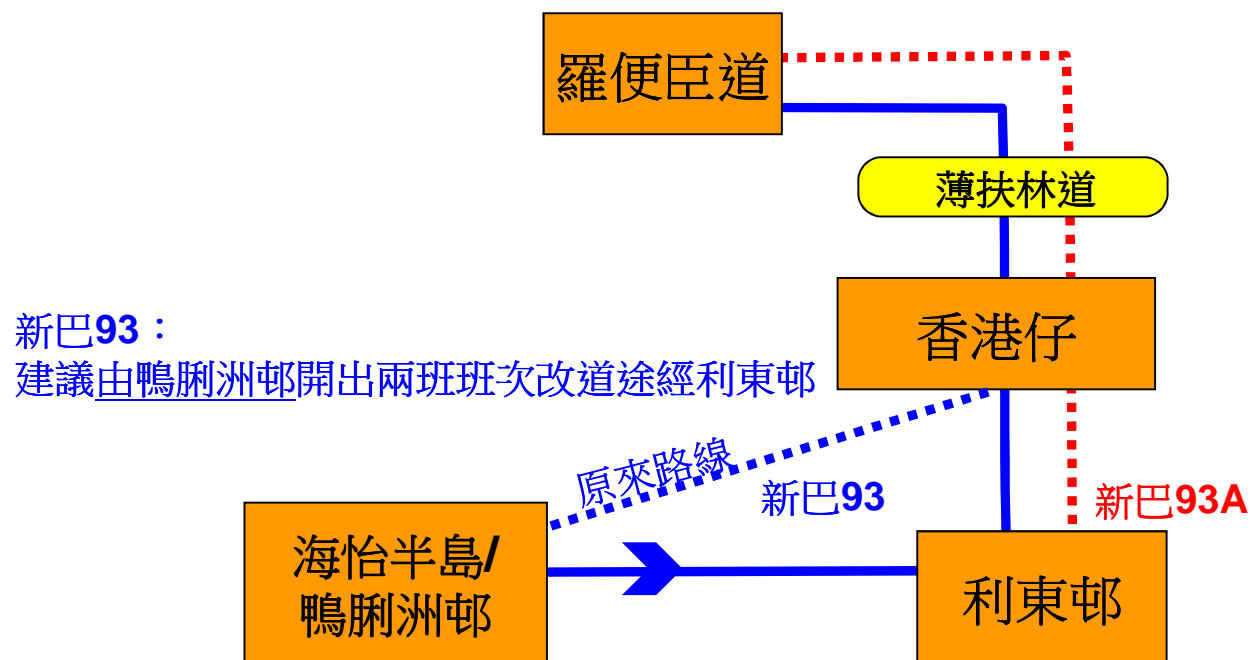 羅便臣道
薄扶林道
香港仔
新巴93：
建議由鴨脷洲邨開出兩班班次改道途經利東邨
原來路線
新巴93
新巴93A
海怡半島/
鴨脷洲邨
利東邨